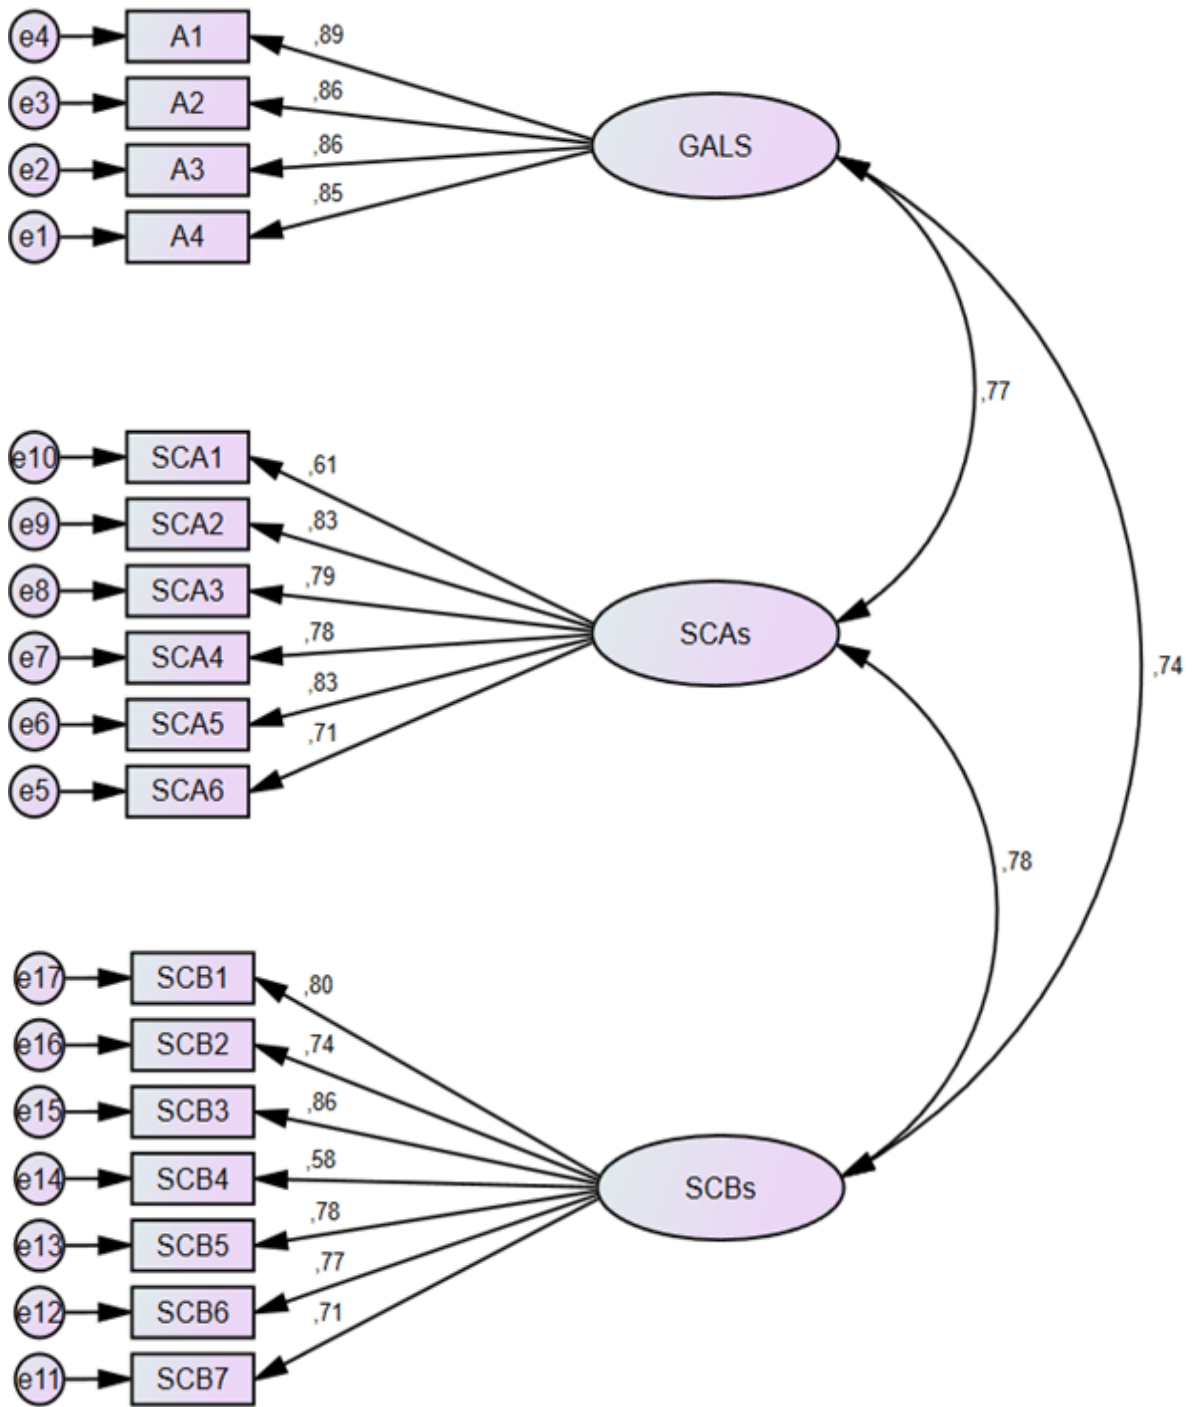 e4 A1 ,89
e3 A2 ,86
GALS
e2 A3 ,86
e1 A4 ,85
,77
e10 SCA1 ,61
e9 SCA2 ,83
e8 SCA3 ,79
SCAs
e7 SCA4 ,78
,74
e6 SCA5 ,83
e5 SCA6 ,71
,78
e17 SCB1 ,80
e16 SCB2 ,74
e15 SCB3 ,86
e14 SCB4 ,58
SCBs
e13 SCB5 ,78
e12 SCB6 ,77
e11 SCB7 ,71